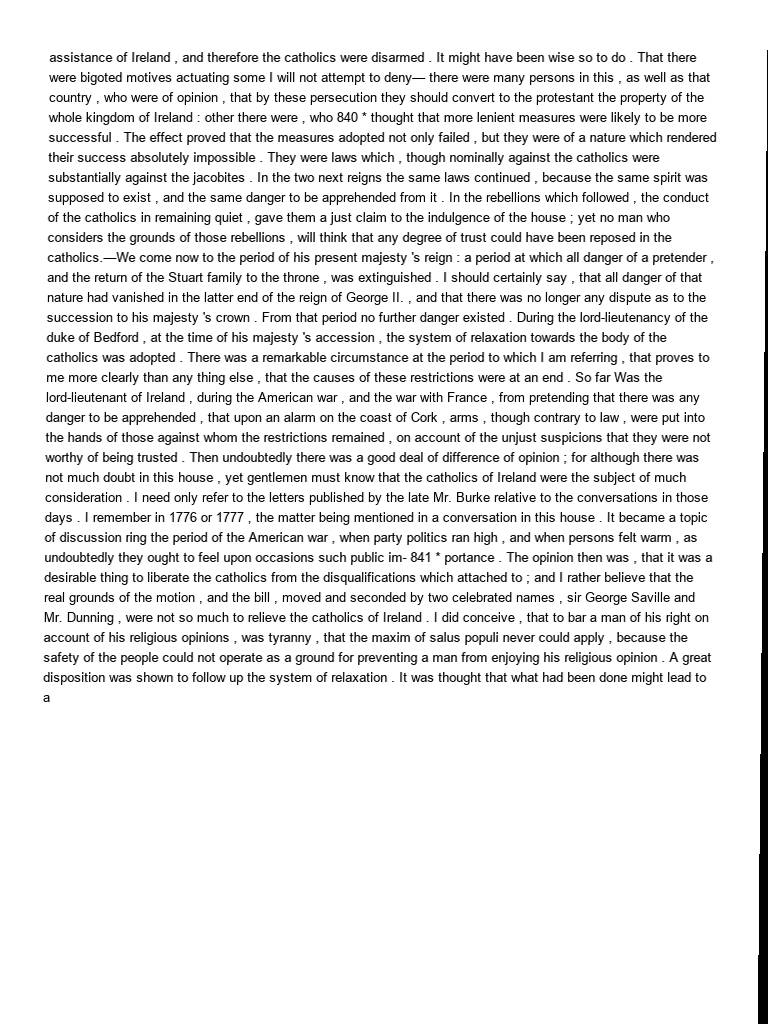 assistance of Ireland , and therefore the catholics were disarmed . It might have been wise so to do . That there
were bigoted motives actuating some I will not attempt to deny— there were many persons in this , as well as that
country , who were of opinion , that by these persecution they should convert to the protestant the property of the
whole kingdom of Ireland : other there were , who 840 * thought that more lenient measures were likely to be more
successful . The effect proved that the measures adopted not only failed , but they were of a nature which rendered
their success absolutely impossible . They were laws which , though nominally against the catholics were
substantially against the jacobites . In the two next reigns the same laws continued , because the same spirit was
supposed to exist , and the same danger to be apprehended from it . In the rebellions which followed , the conduct
of the catholics in remaining quiet , gave them a just claim to the indulgence of the house ; yet no man who
considers the grounds of those rebellions , will think that any degree of trust could have been reposed in the
catholics.—We come now to the period of his present majesty 's reign : a period at which all danger of a pretender ,
and the return of the Stuart family to the throne , was extinguished . I should certainly say , that all danger of that
nature had vanished in the latter end of the reign of George II. , and that there was no longer any dispute as to the
succession to his majesty 's crown . From that period no further danger existed . During the lord-lieutenancy of the
duke of Bedford , at the time of his majesty 's accession , the system of relaxation towards the body of the
catholics was adopted . There was a remarkable circumstance at the period to which I am referring , that proves to
me more clearly than any thing else , that the causes of these restrictions were at an end . So far Was the
lord-lieutenant of Ireland , during the American war , and the war with France , from pretending that there was any
danger to be apprehended , that upon an alarm on the coast of Cork , arms , though contrary to law , were put into
the hands of those against whom the restrictions remained , on account of the unjust suspicions that they were not
worthy of being trusted . Then undoubtedly there was a good deal of difference of opinion ; for although there was
not much doubt in this house , yet gentlemen must know that the catholics of Ireland were the subject of much
consideration . I need only refer to the letters published by the late Mr. Burke relative to the conversations in those
days . I remember in 1776 or 1777 , the matter being mentioned in a conversation in this house . It became a topic
of discussion ring the period of the American war , when party politics ran high , and when persons felt warm , as
undoubtedly they ought to feel upon occasions such public im- 841 * portance . The opinion then was , that it was a
desirable thing to liberate the catholics from the disqualifications which attached to ; and I rather believe that the
real grounds of the motion , and the bill , moved and seconded by two celebrated names , sir George Saville and
Mr. Dunning , were not so much to relieve the catholics of Ireland . I did conceive , that to bar a man of his right on
account of his religious opinions , was tyranny , that the maxim of salus populi never could apply , because the
safety of the people could not operate as a ground for preventing a man from enjoying his religious opinion . A great
disposition was shown to follow up the system of relaxation . It was thought that what had been done might lead to
a